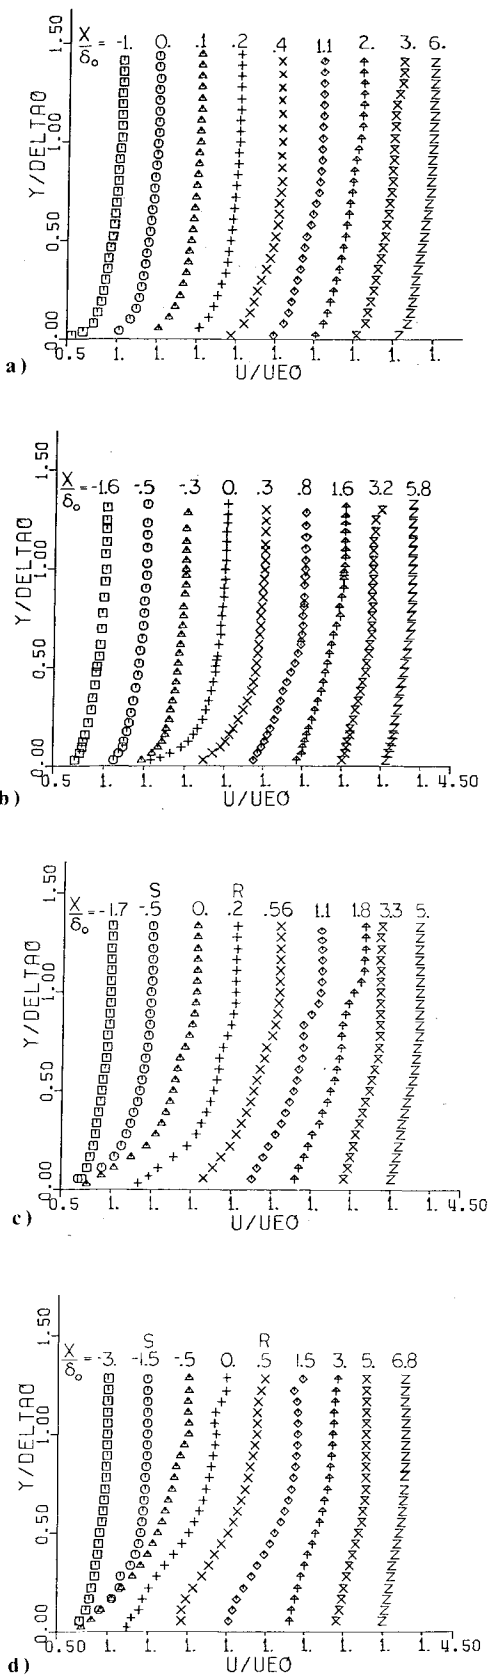 X/δ₀ = -1. 0. .1 .2 .4 1.1 2. 3. 6.
1.50
1.00
0.50
0.00
Y/DELTA0
0.5 1. 1. 1. 1. 1. 1. 1. 1. 1.
U/UE0
a)
X/δ₀ = -1.6 -.5 -.3 0. .3 .8 1.6 3.2 5.8
1.50
1.00
0.50
0.00
Y/DELTA0
0.5 1. 1. 1. 1. 1. 1. 1. 1. 1. 4.50
U/UE0
b)
S R
X/δ₀ = -1.7 -.5 0. .2 .56 1.1 1.8 3.3 5.
1.50
1.00
0.50
0.00
Y/DELTA0
0.5 1. 1. 1. 1. 1. 1. 1. 1. 1. 4.50
U/UE0
c)
S R
X/δ₀ = -3. -1.5 -.5 0. .5 1.5 3. 5. 6.8
1.50
1.00
0.50
0.00
Y/DELTA0
0.50 1. 1. 1. 1. 1. 1. 1. 1. 1. 4.50
U/UE0
d)